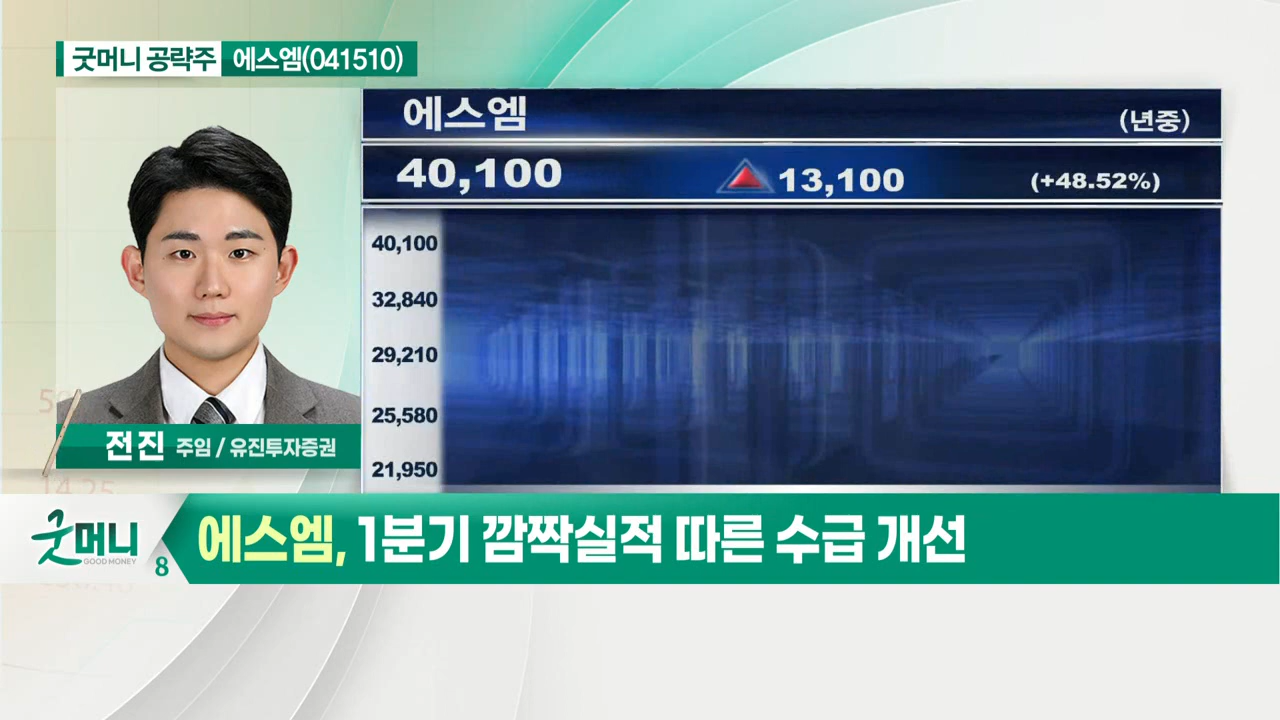 굿머니 공략주 에스엠(041510)
에스엠 (년중)
40,100 ▲ 13,100 (+48.52%)
40,100
32,840
29,210
25,580
21,950
전진 주임 / 유진투자증권
에스엠, 1분기 깜짝실적 따른 수급 개선
굿머니
GOOD MONEY
8